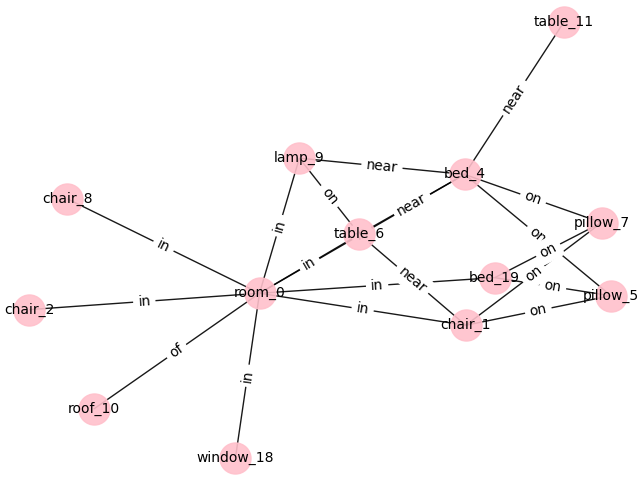 table_11
near
lamp_9
near
bed_4
chair_8
on
on
near
pillow_7
in
table_6
on
in
on
in
near
on
bed_19
in
room_0
on
pillow_5
chair_2
in
in
on
chair_1
of
in
roof_10
window_18